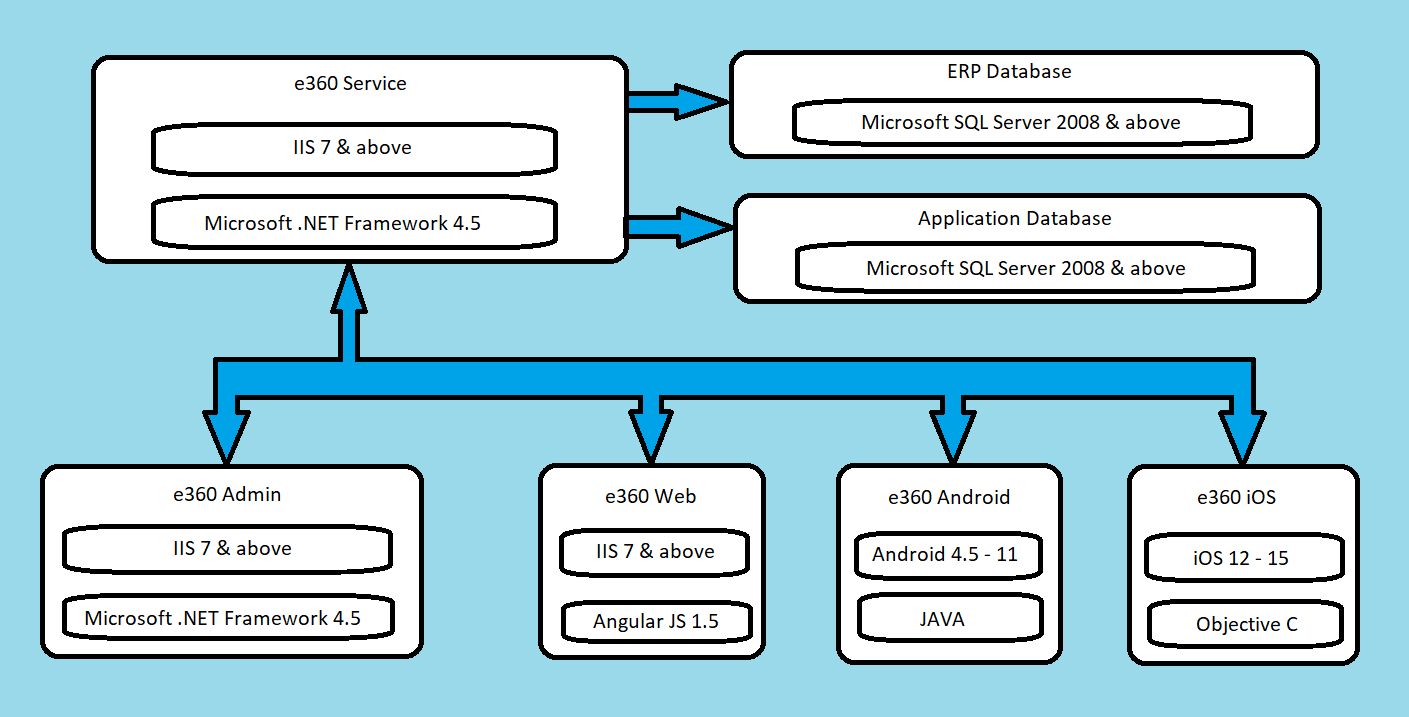 e360 Service
IIS 7 & above
Microsoft .NET Framework 4.5
ERP Database
Microsoft SQL Server 2008 & above
Application Database
Microsoft SQL Server 2008 & above
e360 Admin
IIS 7 & above
Microsoft .NET Framework 4.5
e360 Web
IIS 7 & above
Angular JS 1.5
e360 Android
Android 4.5 - 11
JAVA
e360 iOS
iOS 12 - 15
Objective C